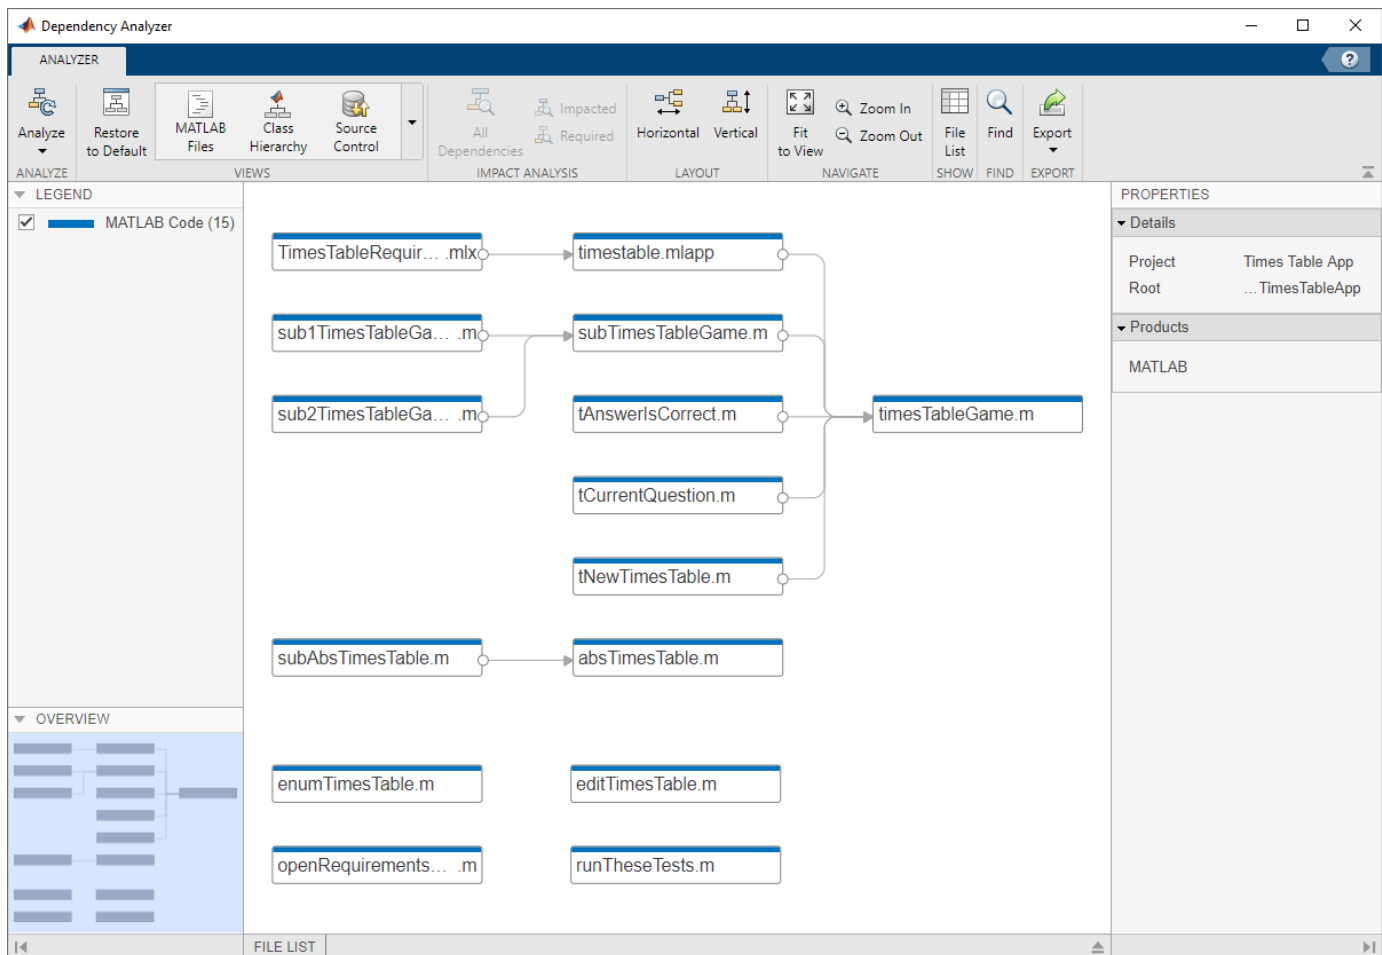 Dependency Analyzer
ANALYZER
?
Analyze
Restore
to Default
MATLAB
Files
Class
Hierarchy
Source
Control
All
Dependencies
Impacted
Required
Horizontal
Vertical
Fit
to View
Zoom In
Zoom Out
File
List
Find
Export
ANALYZE
VIEWS
IMPACT ANALYSIS
LAYOUT
NAVIGATE
SHOW
FIND
EXPORT
LEGEND
MATLAB Code (15)
TimesTableRequir... .mlx
timestable.mlapp
sub1TimesTableGa... .m
subTimesTableGame.m
sub2TimesTableGa... .m
tAnswerIsCorrect.m
timesTableGame.m
tCurrentQuestion.m
tNewTimesTable.m
subAbsTimesTable.m
absTimesTable.m
enumTimesTable.m
editTimesTable.m
openRequirements... .m
runTheseTests.m
PROPERTIES
Details
Project Times Table App
Root ...TimesTableApp
Products
MATLAB
OVERVIEW
FILE LIST